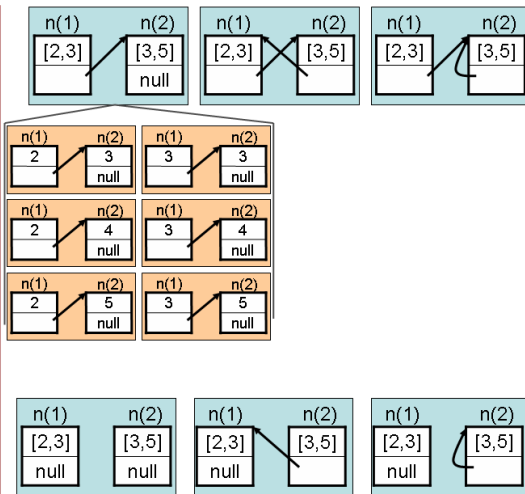 n(1) n(2) n(1) n(2) n(1) n(2)
[2,3] [3,5] [2,3] [3,5] [2,3] [3,5]
null
n(1) n(2) n(1) n(2)
2 3 3 3
null null
n(1) n(2) n(1) n(2)
2 4 3 4
null null
n(1) n(2) n(1) n(2)
2 5 3 5
null null
n(1) n(2) n(1) n(2) n(1) n(2)
[2,3] [3,5] [2,3] [3,5] [2,3] [3,5]
null null null null